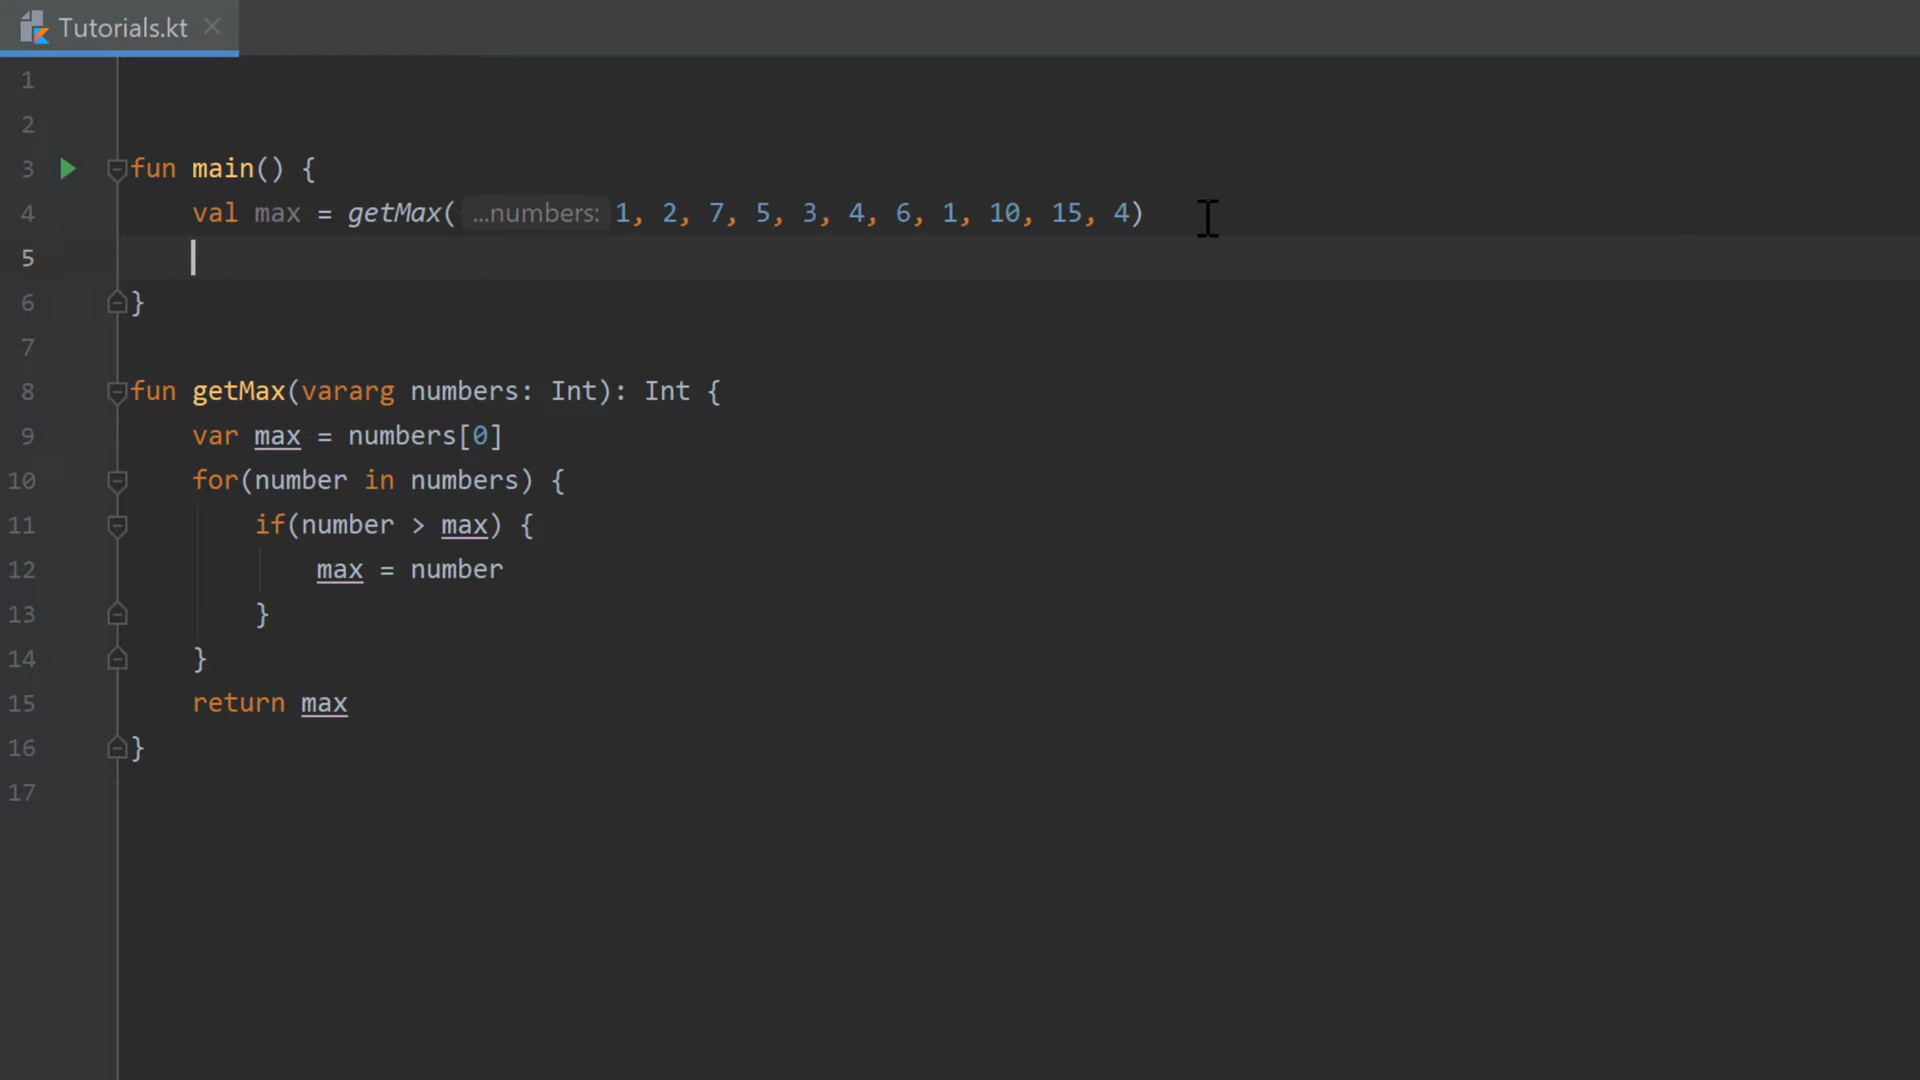 Tutorials.kt
1
2
3 fun main() {
4 val max = getMax( ...numbers: 1, 2, 7, 5, 3, 4, 6, 1, 10, 15, 4)
5
6 }
7
8 fun getMax(vararg numbers: Int): Int {
9 var max = numbers[0]
10 for(number in numbers) {
11 if(number > max) {
12 max = number
13 }
14 }
15 return max
16 }
17